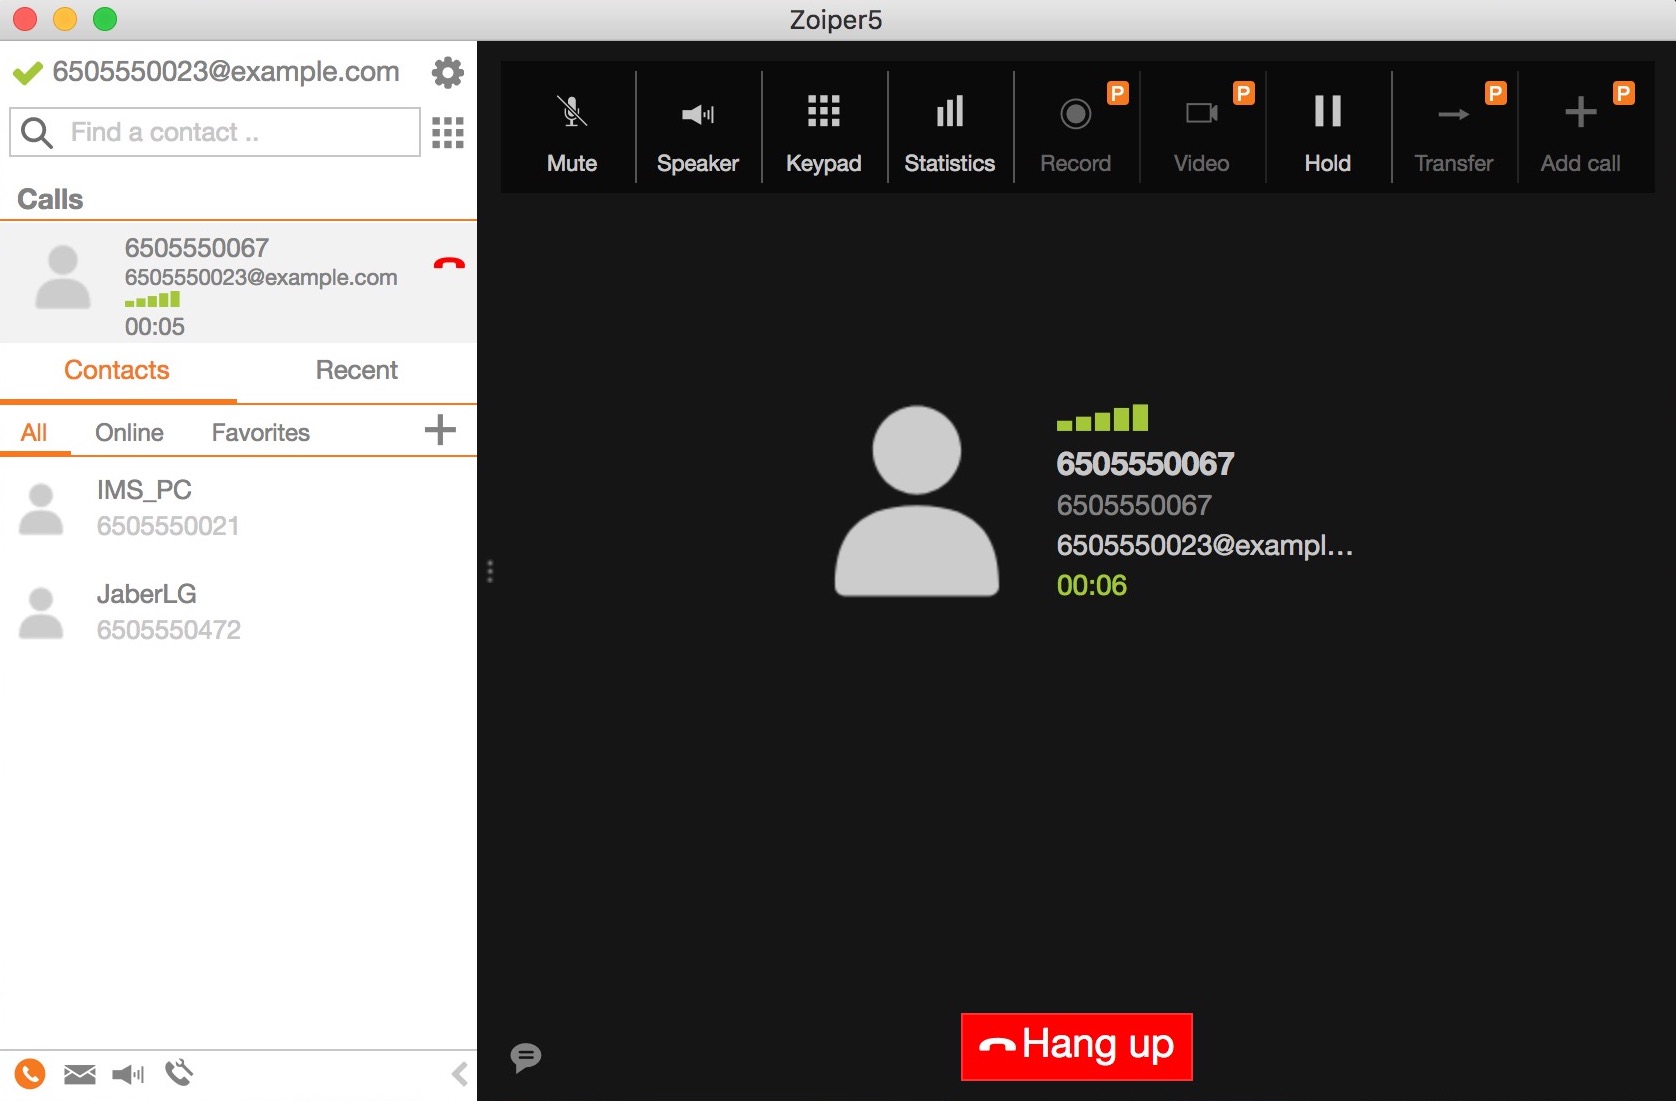 Zoiper5
6505550023@example.com
Find a contact ..
Calls
6505550067
6505550023@example.com
00:05
Contacts Recent
All Online Favorites
IMS_PC
6505550021
JaberLG
6505550472
P P P P
Mute Speaker Keypad Statistics Record Video Hold Transfer Add call
6505550067
6505550067
6505550023@exampl...
00:06
Hang up